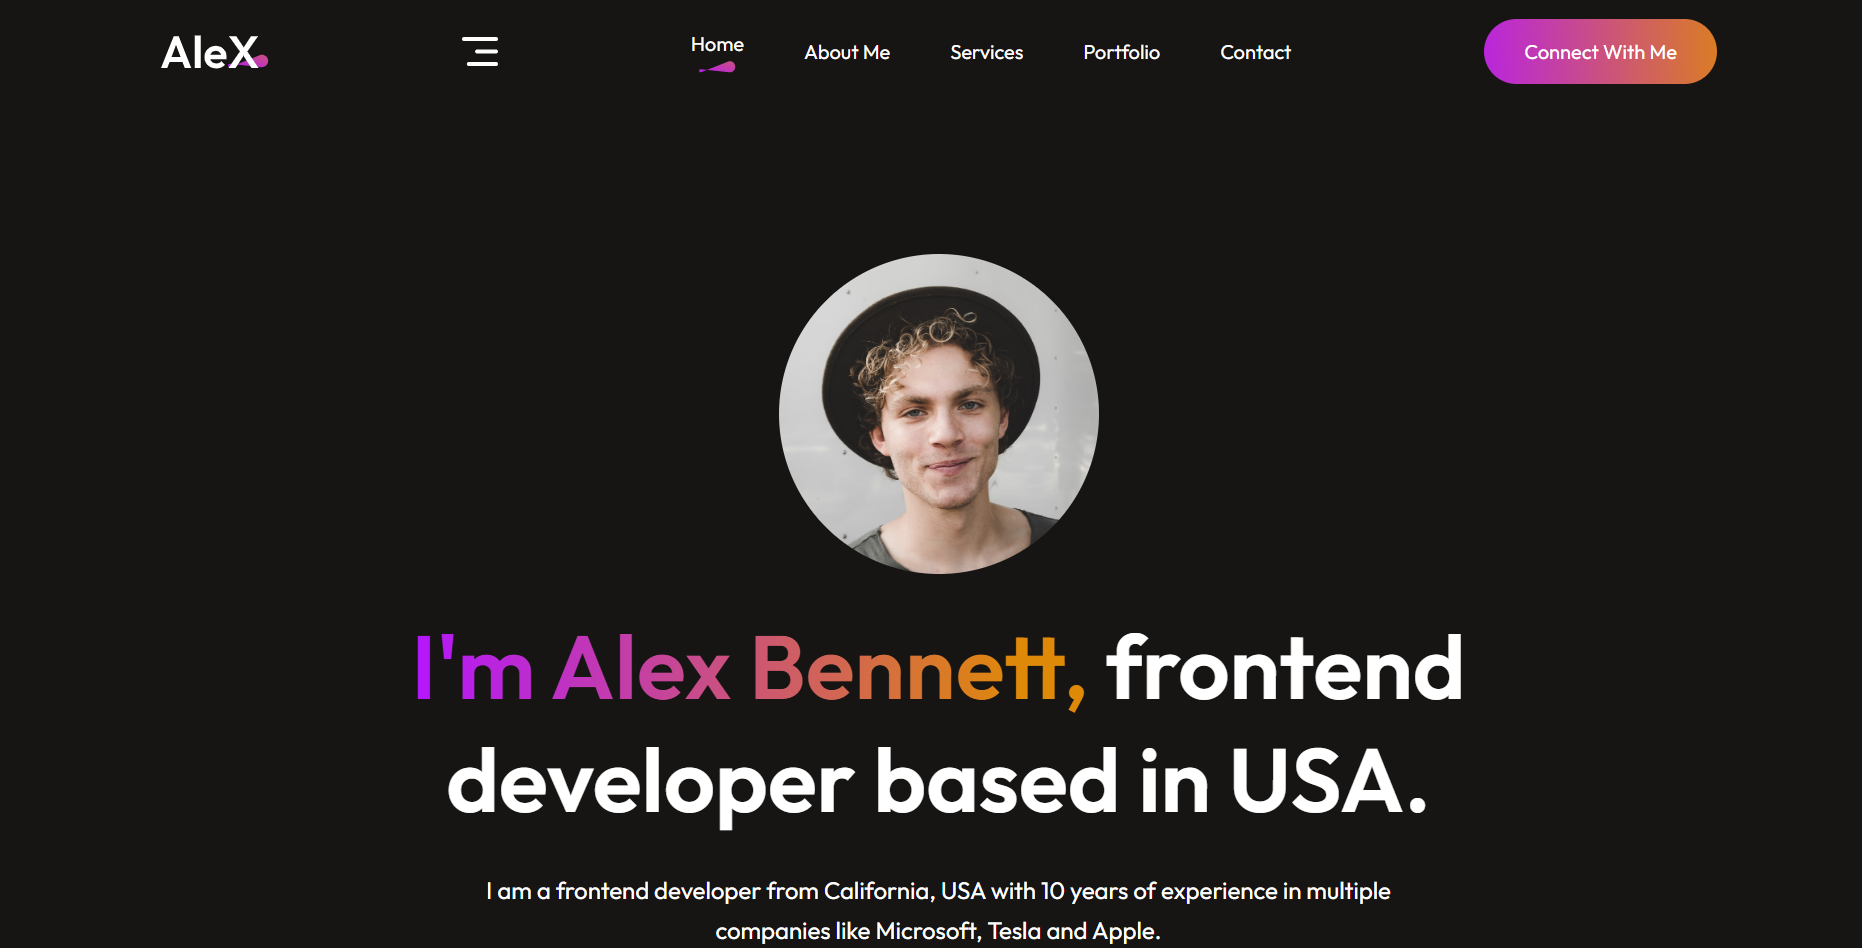 AleX
Home
About Me
Services
Portfolio
Contact
Connect With Me
I'm Alex Bennett, frontend
developer based in USA.
I am a frontend developer from California, USA with 10 years of experience in multiple
companies like Microsoft, Tesla and Apple.